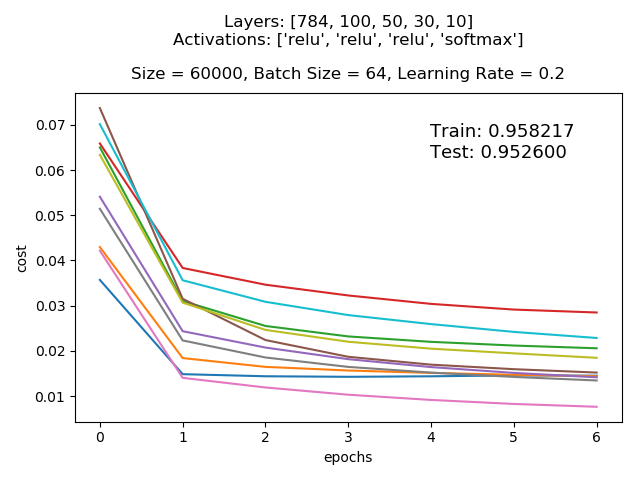 Layers: [784, 100, 50, 30, 10]
Activations: ['relu', 'relu', 'relu', 'softmax']
Size = 60000, Batch Size = 64, Learning Rate = 0.2
Train: 0.958217
Test: 0.952600
0.07
0.06
0.05
0.04
0.03
0.02
0.01
cost
0 1 2 3 4 5 6
epochs